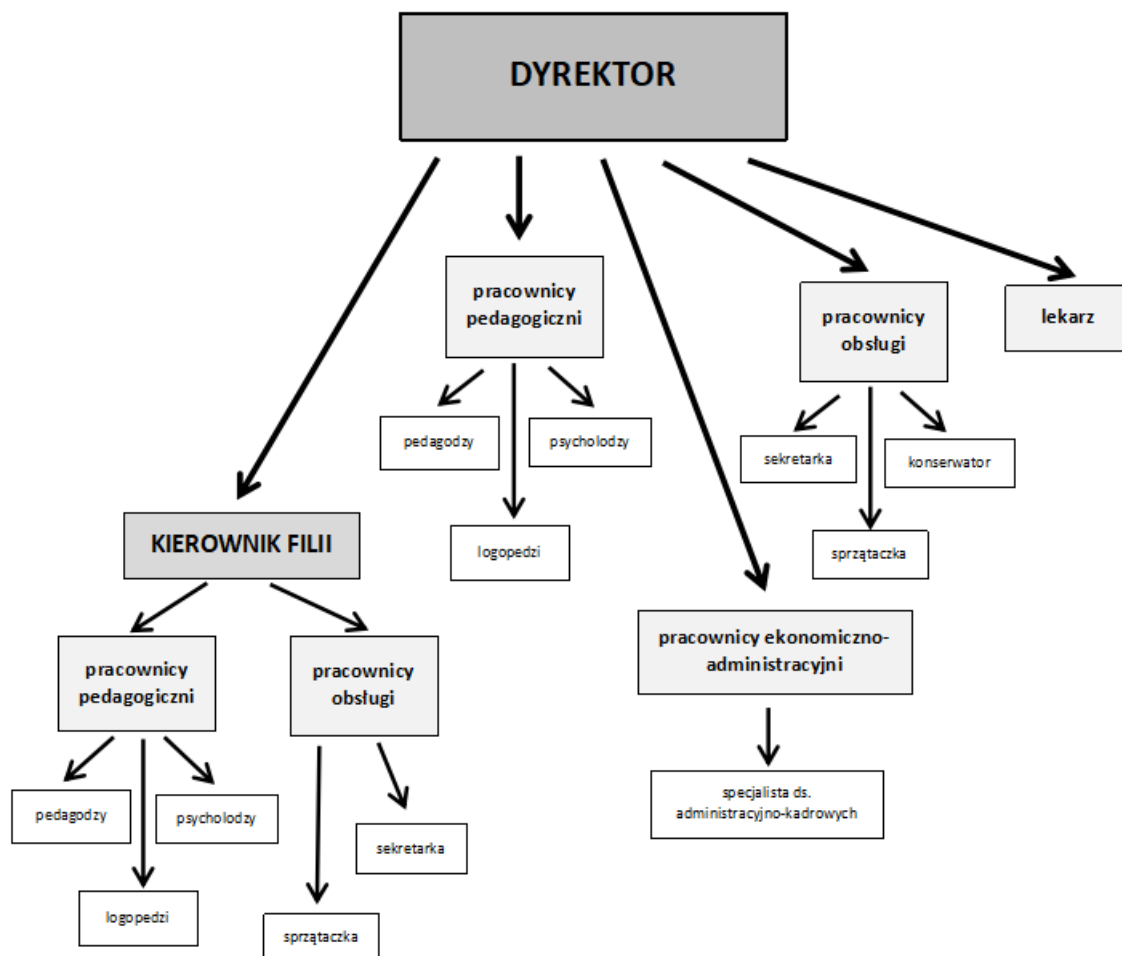 DYREKTOR
pracownicy
pedagogiczni
pracownicy
obsługi
lekarz
pedagodzy
psycholodzy
sekretarka
konserwator
KIEROWNIK FILII
logopedzi
sprzątaczka
pracownicy
pedagogiczni
pracownicy
obsługi
pracownicy ekonomiczno-
administracyjni
pedagodzy
psycholodzy
sekretarka
specjalista ds.
administracyjno-kadrowych
logopedzi
sprzątaczka